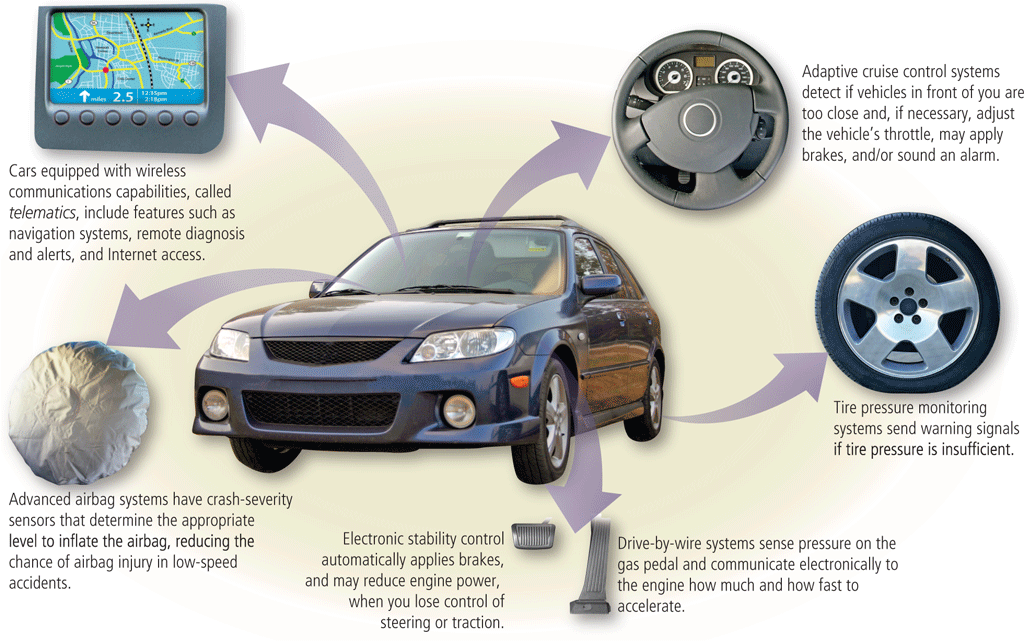 miles 2.5 12:15pm
2:18pm
Cars equipped with wireless
communications capabilities, called
telematics, include features such as
navigation systems, remote diagnosis
and alerts, and Internet access.
Adaptive cruise control systems
detect if vehicles in front of you are
too close and, if necessary, adjust
the vehicle’s throttle, may apply
brakes, and/or sound an alarm.
Tire pressure monitoring
systems send warning signals
if tire pressure is insufficient.
Advanced airbag systems have crash-severity
sensors that determine the appropriate
level to inflate the airbag, reducing the
chance of airbag injury in low-speed
accidents.
Electronic stability control
automatically applies brakes,
and may reduce engine power,
when you lose control of
steering or traction.
Drive-by-wire systems sense pressure on the
gas pedal and communicate electronically to
the engine how much and how fast to
accelerate.